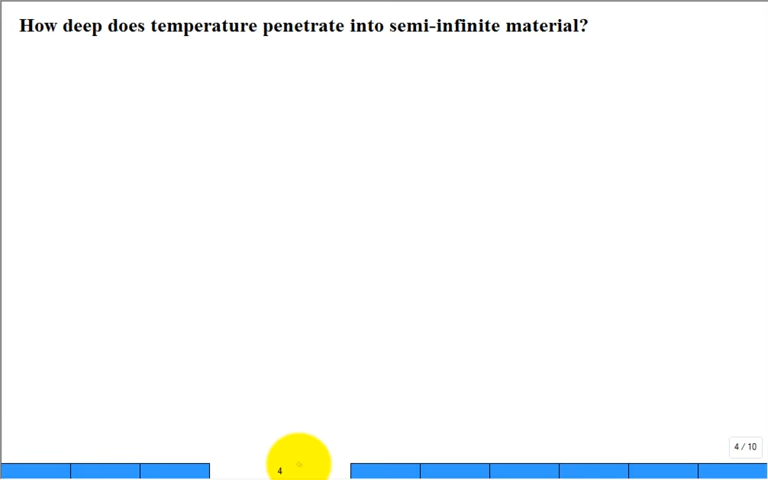 How deep does temperature penetrate into semi-infinite material?
4 / 10
4